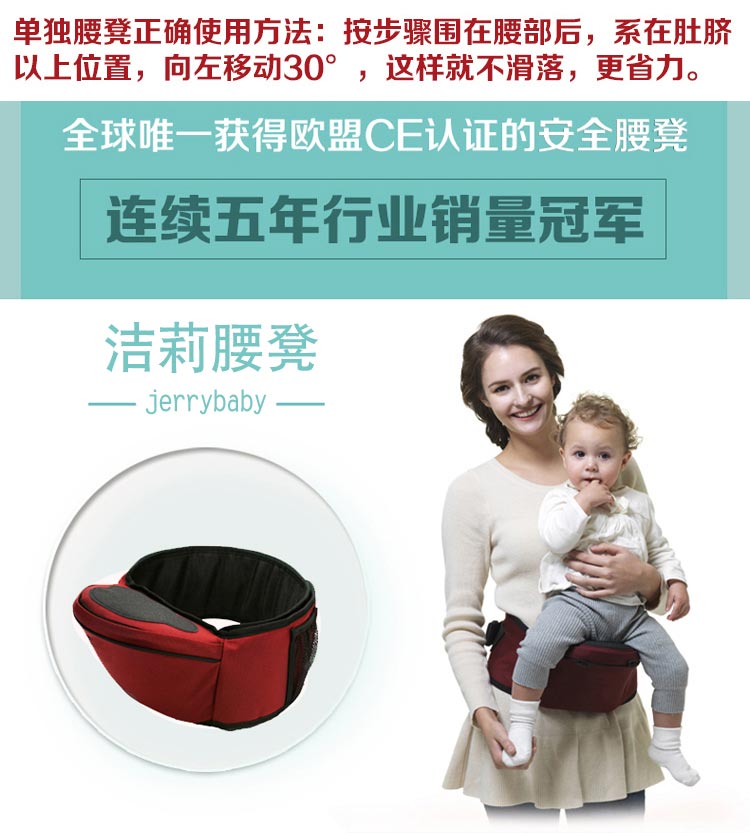 单独腰凳正确使用方法：按步骤围在腰部后，系在肚脐
以上位置，向左移动30°，这样就不滑落，更省力。
全球唯一获得欧盟CE认证的安全腰凳
连续五年行业销量冠军
洁莉腰凳
jerrybaby